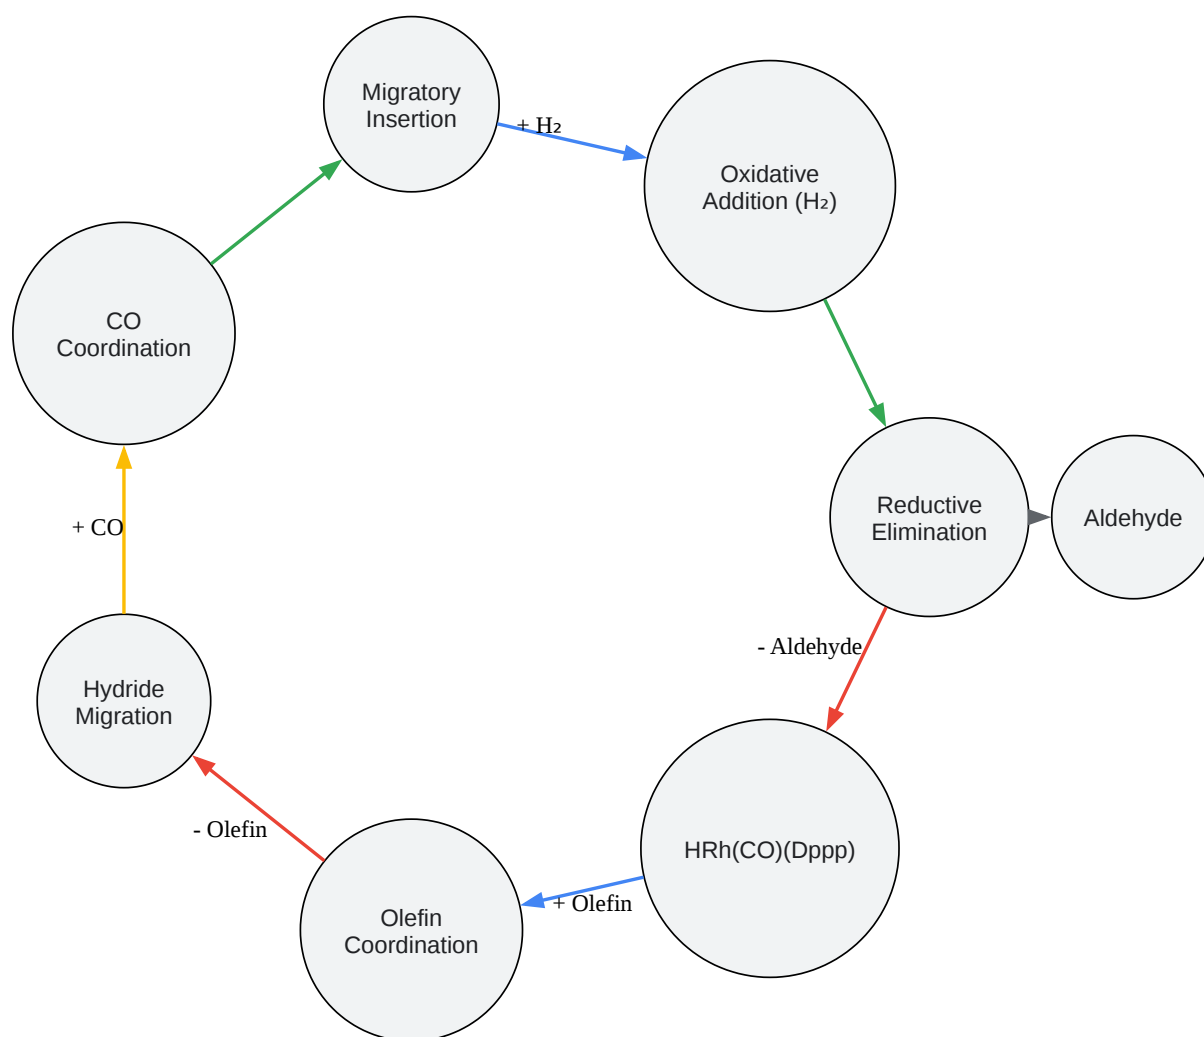 Migratory
Insertion
+ H₂
Oxidative
Addition (H₂)
CO
Coordination
Reductive
Elimination
Aldehyde
+ CO
- Aldehyde
Hydride
Migration
- Olefin
HRh(CO)(Dppp)
+ Olefin
Olefin
Coordination